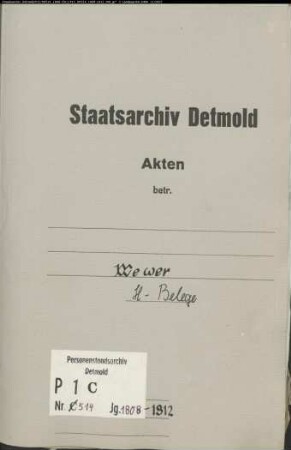 Staatsarchiv Detmold
Akten
betr.
Wewer
H- Belege
Personenstandsarchiv
Detmold
P 1 C
Nr. 514 Jg. 1808-1812